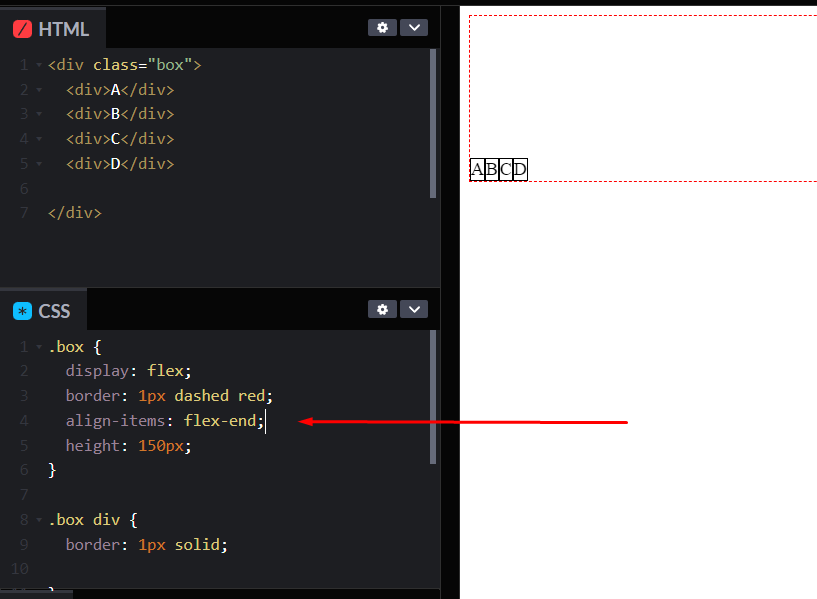 HTML
1 <div class="box">
2 <div>A</div>
3 <div>B</div>
4 <div>C</div>
5 <div>D</div>
6
7 </div>
CSS
1 .box {
2 display: flex;
3 border: 1px dashed red;
4 align-items: flex-end;
5 height: 150px;
6 }
7
8 .box div {
9 border: 1px solid;
10
}
ABCD